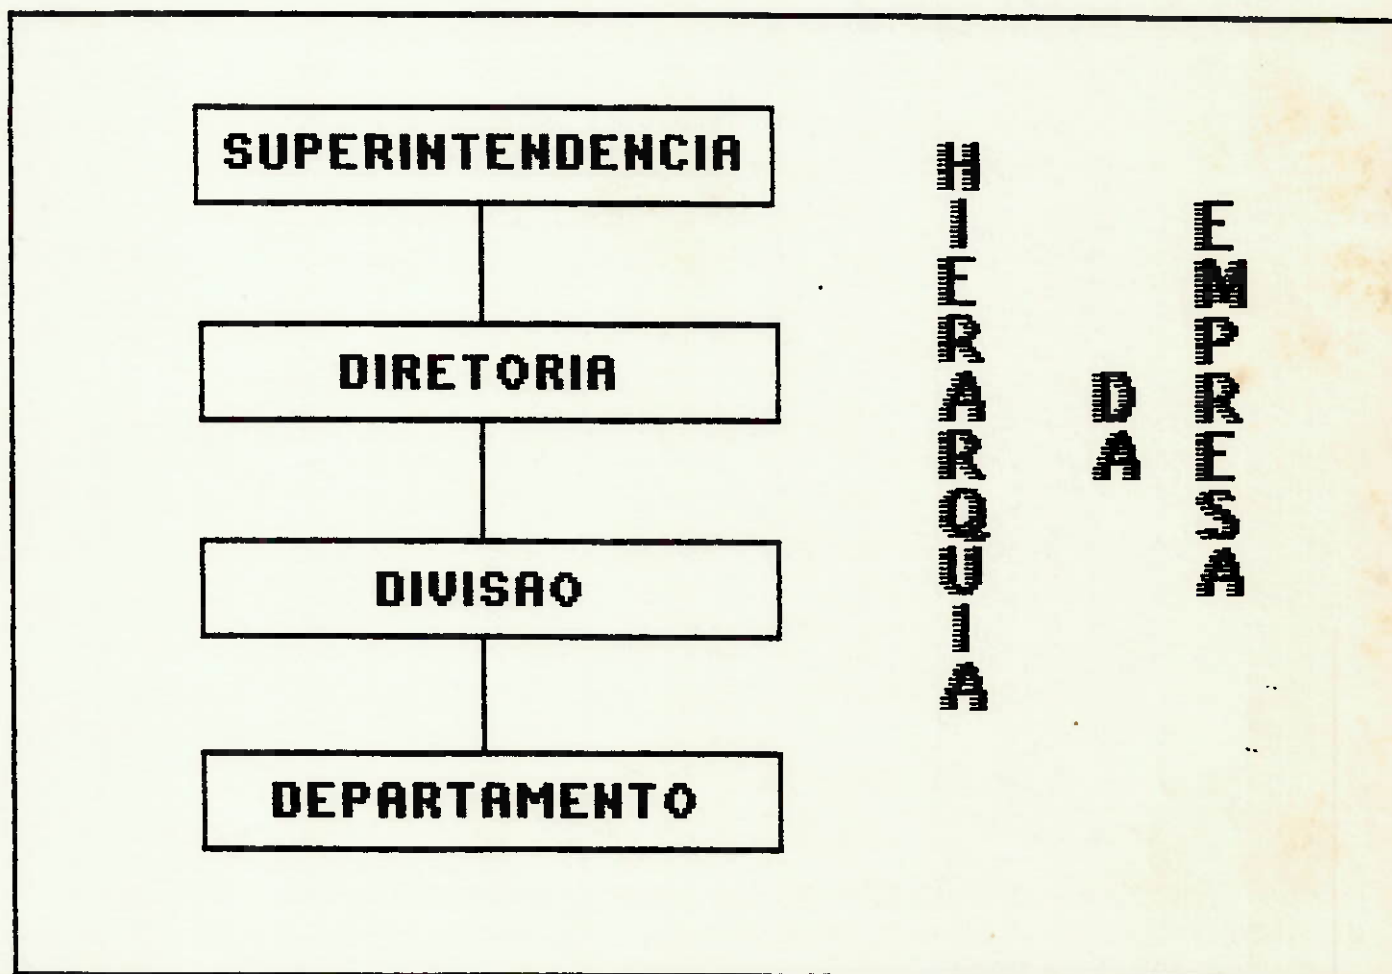 SUPERINTENDENCIA
DIRETORIA
DIVISAO
DEPARTAMENTO
HIERARQUIA
DA
EMPRESA